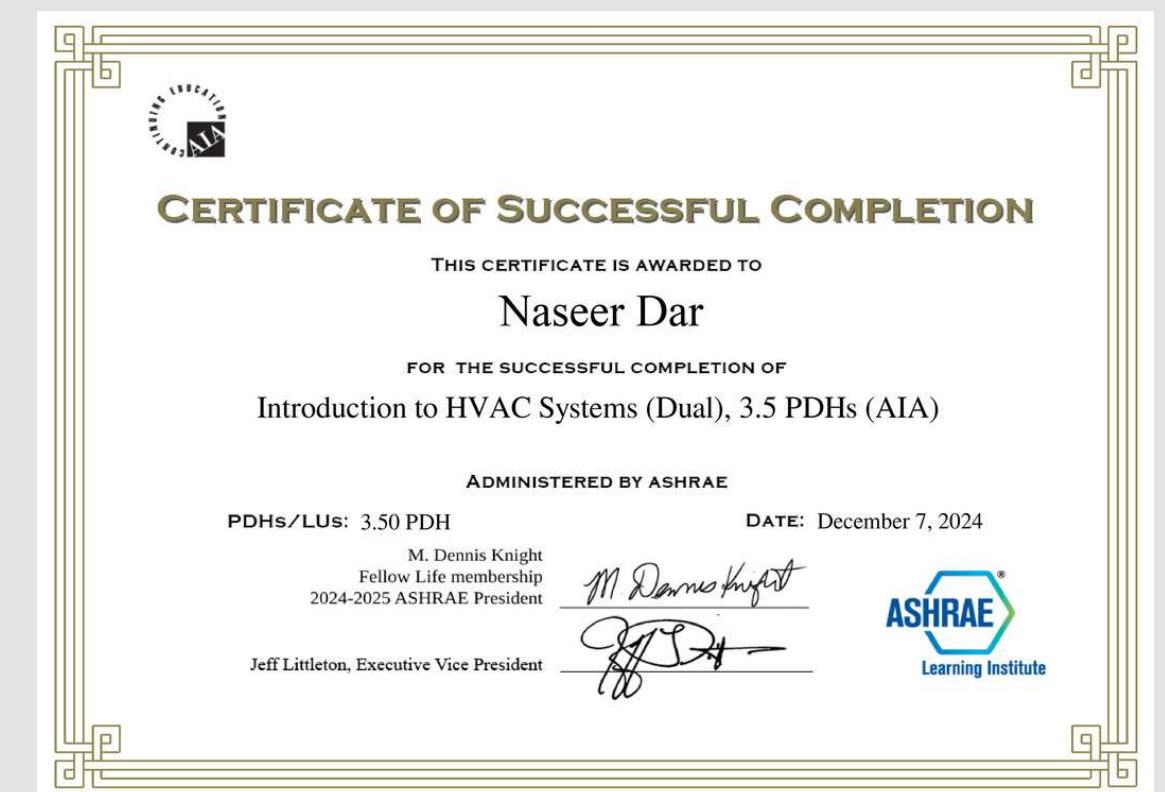 CONTINUING EDUCATION
AIA
CERTIFICATE OF SUCCESSFUL COMPLETION
THIS CERTIFICATE IS AWARDED TO
Naseer Dar
FOR THE SUCCESSFUL COMPLETION OF
Introduction to HVAC Systems (Dual), 3.5 PDHs (AIA)
ADMINISTERED BY ASHRAE
PDHs/LUs: 3.50 PDH
DATE: December 7, 2024
M. Dennis Knight
Fellow Life membership
2024-2025 ASHRAE President
M. Dennis Knight
Jeff Littleton, Executive Vice President
ASHRAE®
Learning Institute